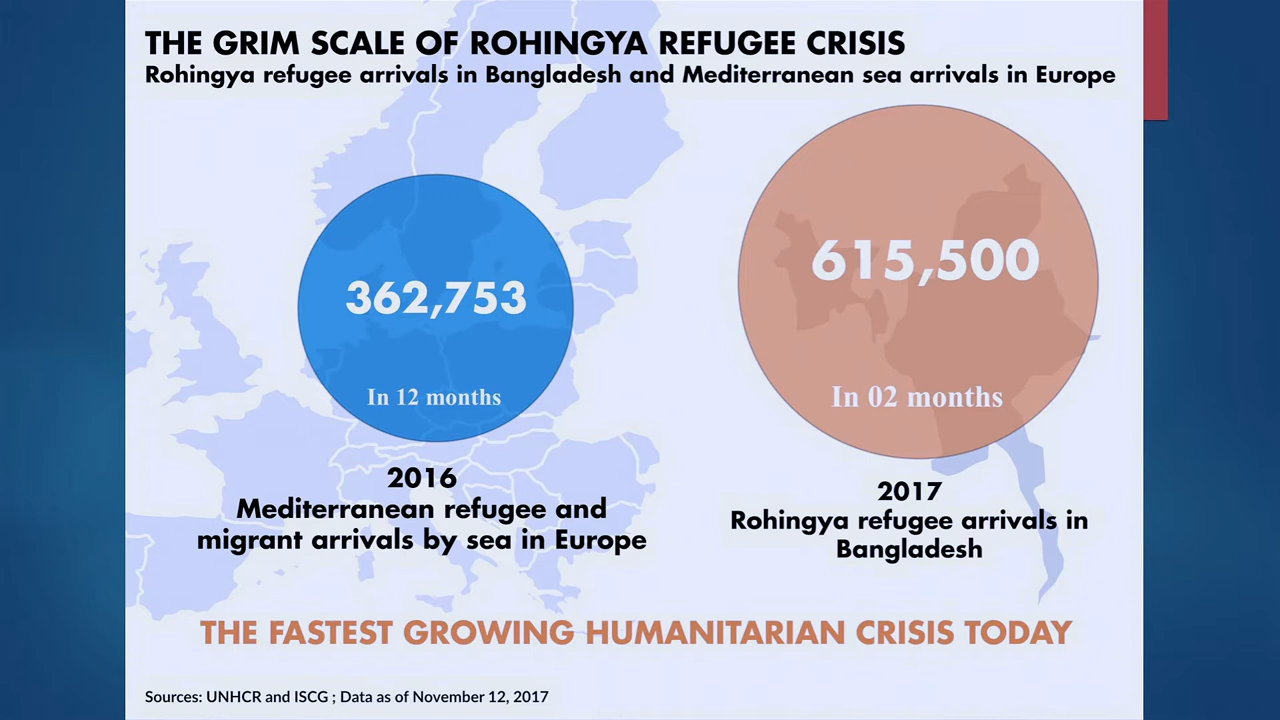 THE GRIM SCALE OF ROHINGYA REFUGEE CRISIS
Rohingya refugee arrivals in Bangladesh and Mediterranean sea arrivals in Europe
362,753
In 12 months
2016
Mediterranean refugee and
migrant arrivals by sea in Europe
615,500
In 02 months
2017
Rohingya refugee arrivals in
Bangladesh
THE FASTEST GROWING HUMANITARIAN CRISIS TODAY
Sources: UNHCR and ISCG ; Data as of November 12, 2017